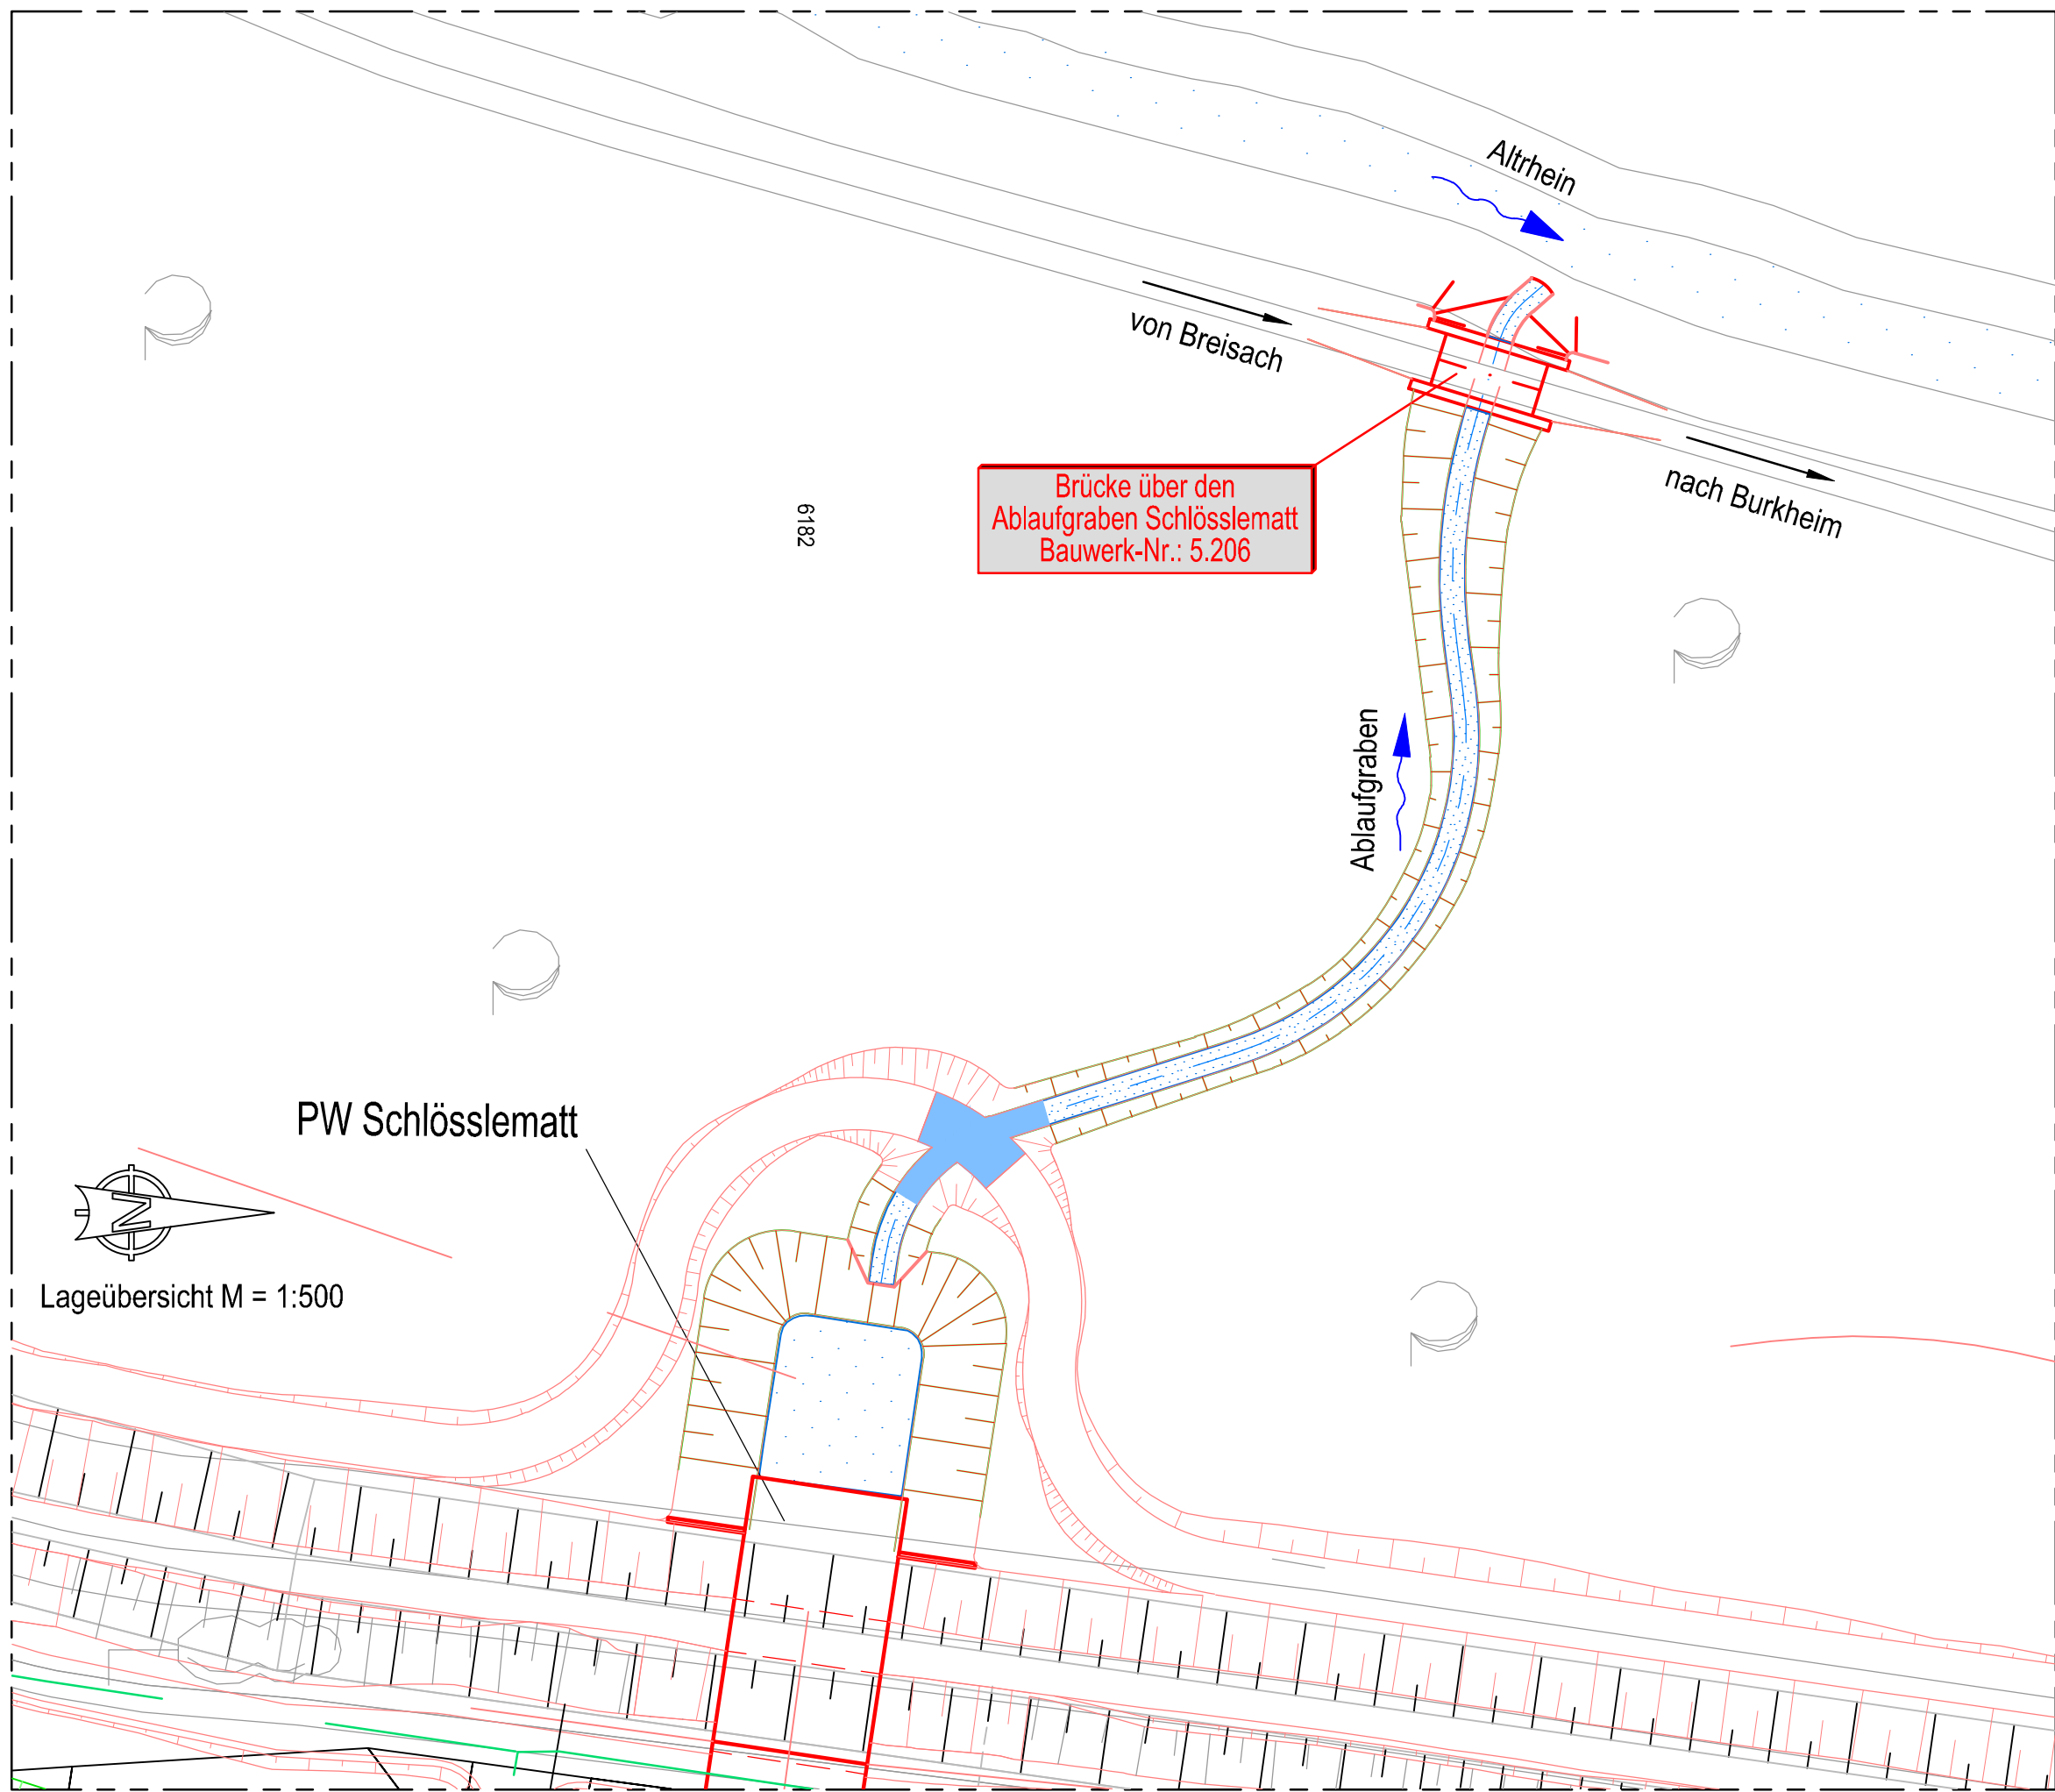 Altrhein
von Breisach
nach Burkheim
Brücke über den
Ablaufgraben Schlösslematt
Bauwerk-Nr.: 5.206
6182
Ablaufgraben
PW Schlösslematt
N
Lageübersicht M = 1:500